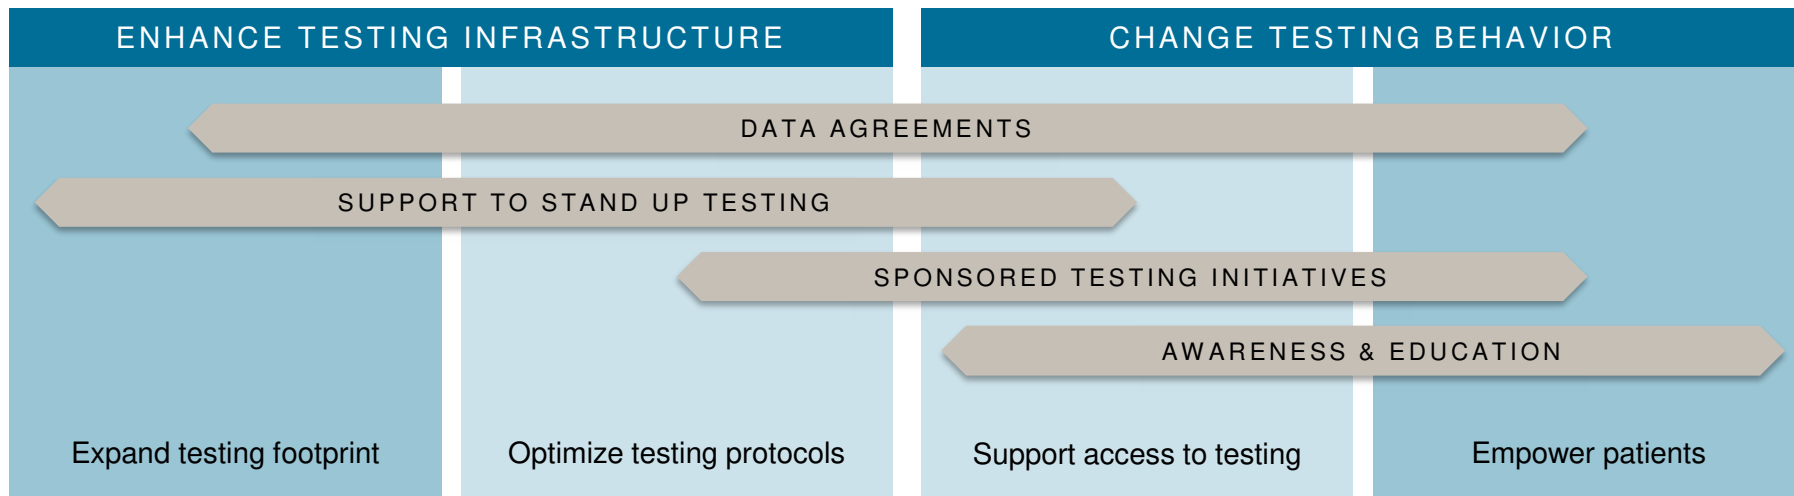 ENHANCE TESTING INFRASTRUCTURE
CHANGE TESTING BEHAVIOR
DATA AGREEMENTS
SUPPORT TO STAND UP TESTING
SPONSORED TESTING INITIATIVES
AWARENESS & EDUCATION
Expand testing footprint
Optimize testing protocols
Support access to testing
Empower patients